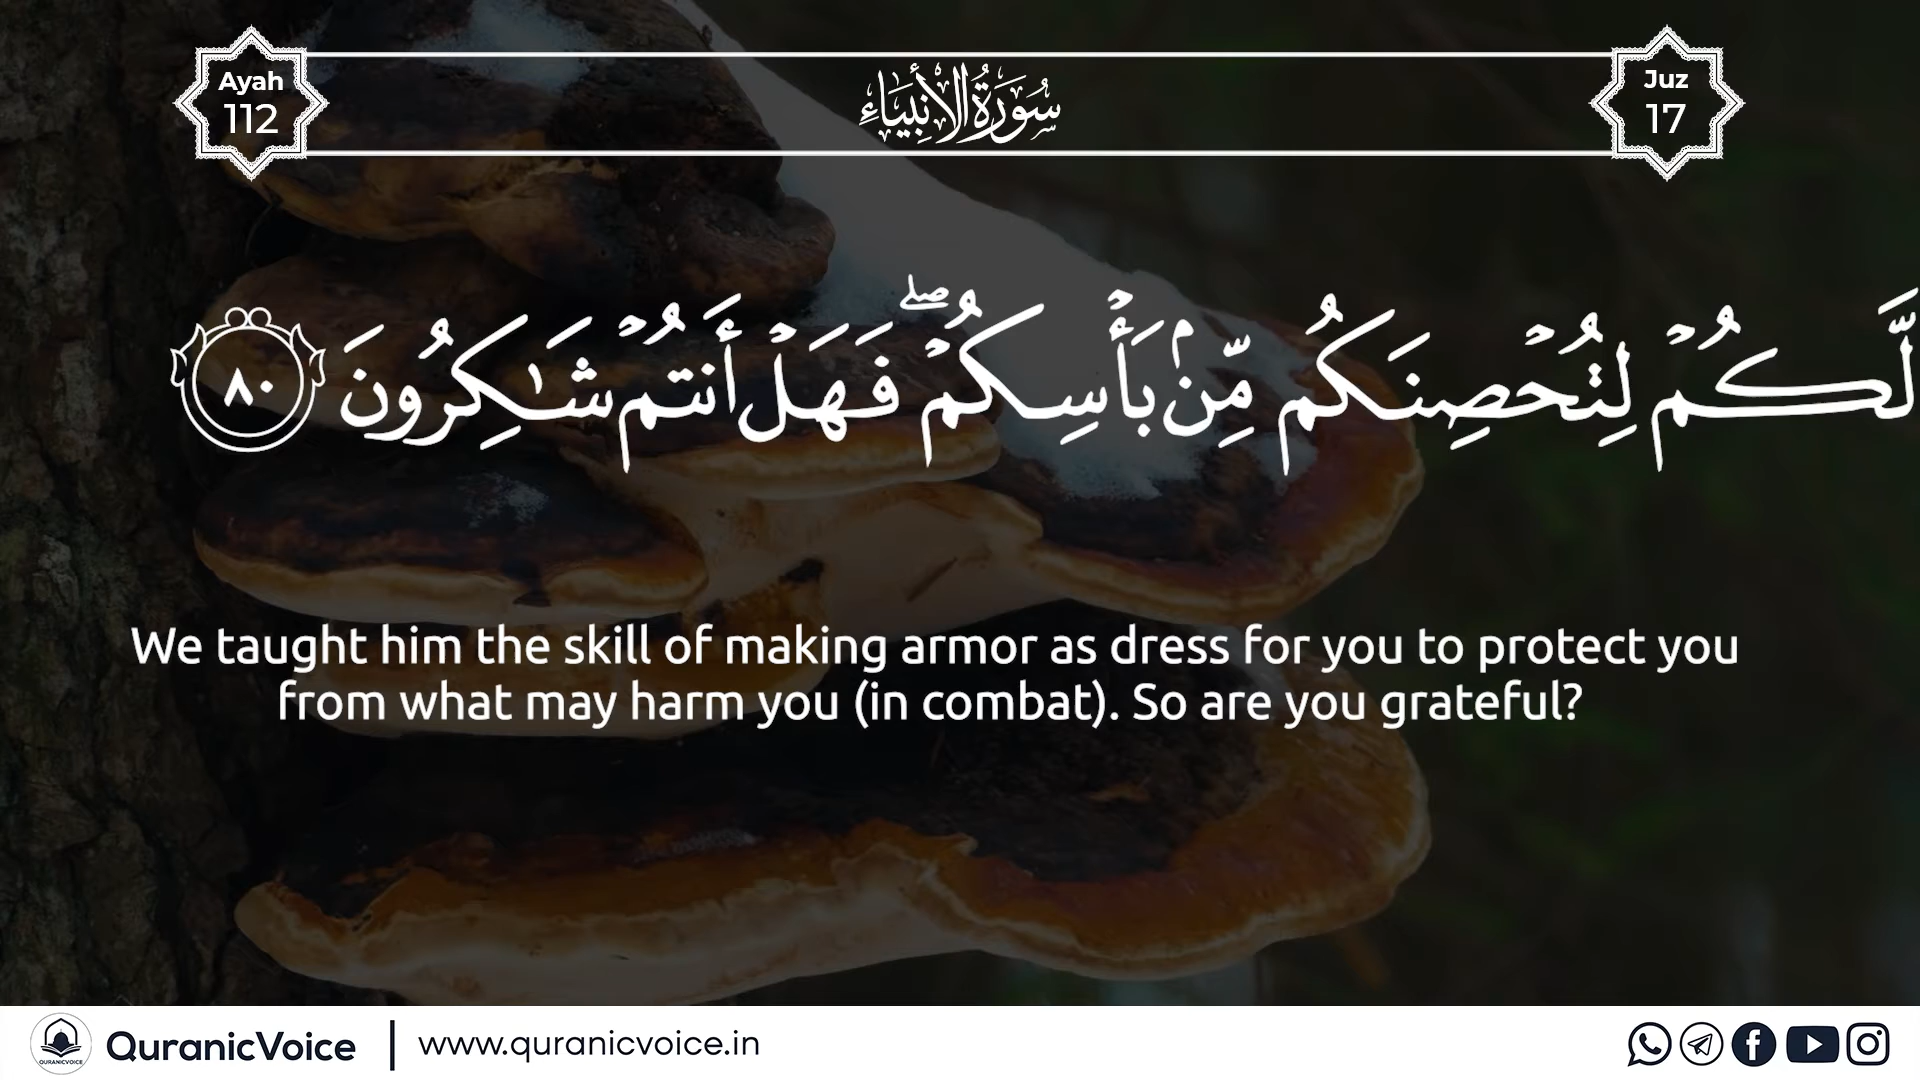 Ayah
112
سُورَةُ الأَنبِيَاءِ
Juz
17
لَّكُمْ لِتُحْصِنَكُم مِّنۢ بَأْسِكُمْ ۖ فَهَلْ أَنتُمْ شَـٰكِرُونَ ٨٠
We taught him the skill of making armor as dress for you to protect you
from what may harm you (in combat). So are you grateful?
QURANICVOICE
QuranicVoice | www.quranicvoice.in